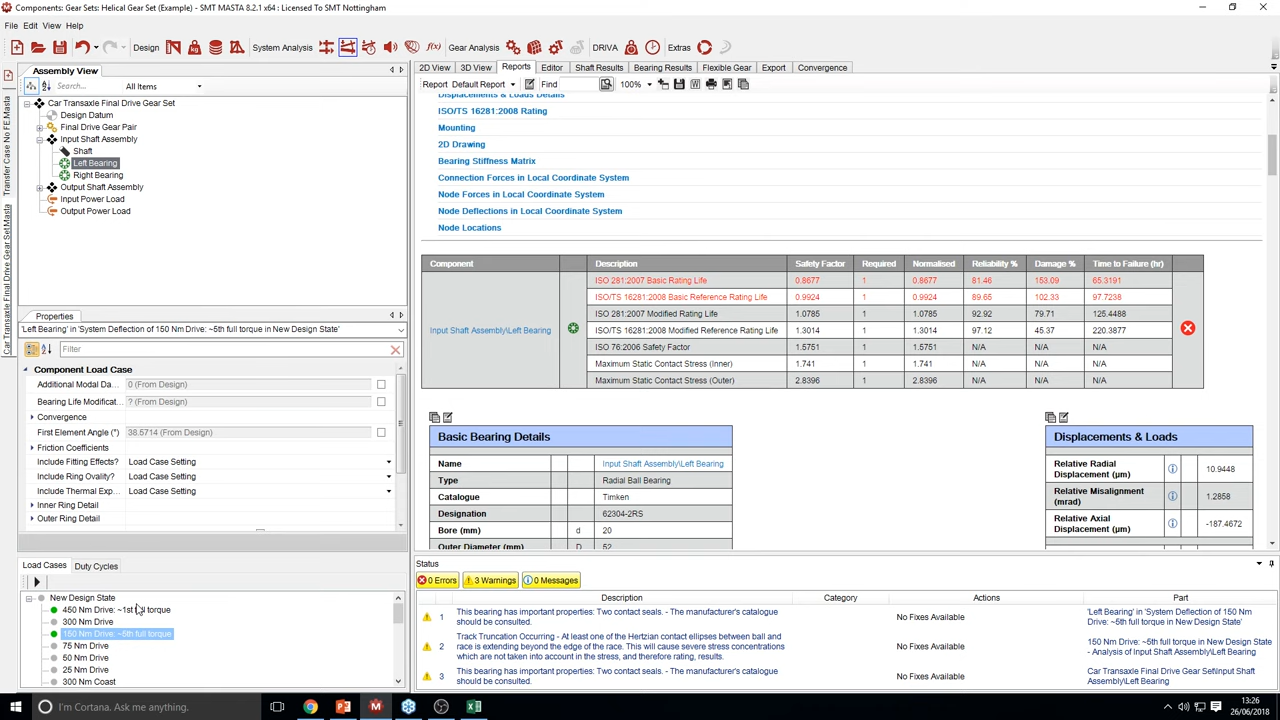 Components: Gear Sets: Helical Gear Set (Example) - SMT MASTA 8.2.1 x64 : Licensed To SMT Nottingham
File Edit View Help
Design System Analysis f(x) Gear Analysis DRIVA Extras
Assembly View
Search... All Items
Car Transaxle Final Drive Gear Set
Design Datum
Final Drive Gear Pair
Input Shaft Assembly
Shaft
Left Bearing
Right Bearing
Output Shaft Assembly
Input Power Load
Output Power Load
Transfer Case No FE.Masta
Car Transaxle Final Drive Gear Set.Masta
Properties
'Left Bearing' in 'System Deflection of 150 Nm Drive: ~5th full torque in New Design State'
Filter
Component Load Case
Additional Modal Da... 0 (From Design)
Bearing Life Modificat... ? (From Design)
Convergence
First Element Angle (°) 38.5714 (From Design)
Friction Coefficients
Include Fitting Effects? Load Case Setting
Include Ring Ovality? Load Case Setting
Include Thermal Exp... Load Case Setting
Inner Ring Detail
Outer Ring Detail
Load Cases Duty Cycles
New Design State
450 Nm Drive: ~1st full torque
300 Nm Drive
150 Nm Drive: ~5th full torque
75 Nm Drive
50 Nm Drive
25 Nm Drive
300 Nm Coast
2D View 3D View Reports Editor Shaft Results Bearing Results Flexible Gear Export Convergence
Report Default Report Find 100%
Displacements & Loads Details
ISO/TS 16281:2008 Rating
Mounting
2D Drawing
Bearing Stiffness Matrix
Connection Forces in Local Coordinate System
Node Forces in Local Coordinate System
Node Deflections in Local Coordinate System
Node Locations
Component Description Safety Factor Required Normalised Reliability % Damage % Time to Failure (hr)
Input Shaft Assembly\Left Bearing
ISO 281:2007 Basic Rating Life 0.8677 1 0.8677 81.46 153.09 65.3191
ISO/TS 16281:2008 Basic Reference Rating Life 0.9924 1 0.9924 89.65 102.33 97.7238
ISO 281:2007 Modified Rating Life 1.0785 1 1.0785 92.92 79.71 125.4488
ISO/TS 16281:2008 Modified Reference Rating Life 1.3014 1 1.3014 97.12 45.37 220.3877
ISO 76:2006 Safety Factor 1.5751 1 1.5751 N/A N/A N/A
Maximum Static Contact Stress (Inner) 1.741 1 1.741 N/A N/A N/A
Maximum Static Contact Stress (Outer) 2.8396 1 2.8396 N/A N/A N/A
Basic Bearing Details
Name Input Shaft Assembly\Left Bearing
Type Radial Ball Bearing
Catalogue Timken
Designation 62304-2RS
Bore (mm) d 20
Outer Diameter (mm) D 52
Displacements & Loads
Relative Radial Displacement (µm) 10.9448
Relative Misalignment (mrad) 1.2858
Relative Axial Displacement (µm) -187.4672
Status
0 Errors 3 Warnings 0 Messages
! Description Category Actions Part
1 This bearing has important properties: Two contact seals. - The manufacturer's catalogue should be consulted. No Fixes Available 'Left Bearing' in 'System Deflection of 150 Nm Drive: ~5th full torque in New Design State'
2 Track Truncation Occurring - At least one of the Hertzian contact ellipses between ball and race is extending beyond the edge of the race. This will cause severe stress concentrations which are not taken into account in the stress, and therefore rating, results. No Fixes Available 150 Nm Drive: ~5th full torque in New Design State - Analysis of Input Shaft Assembly\Left Bearing
3 This bearing has important properties: Two contact seals. - The manufacturer's catalogue should be consulted. No Fixes Available Car Transaxle Final Drive Gear Set\Input Shaft Assembly\Left Bearing
I'm Cortana. Ask me anything.
13:26
26/06/2018